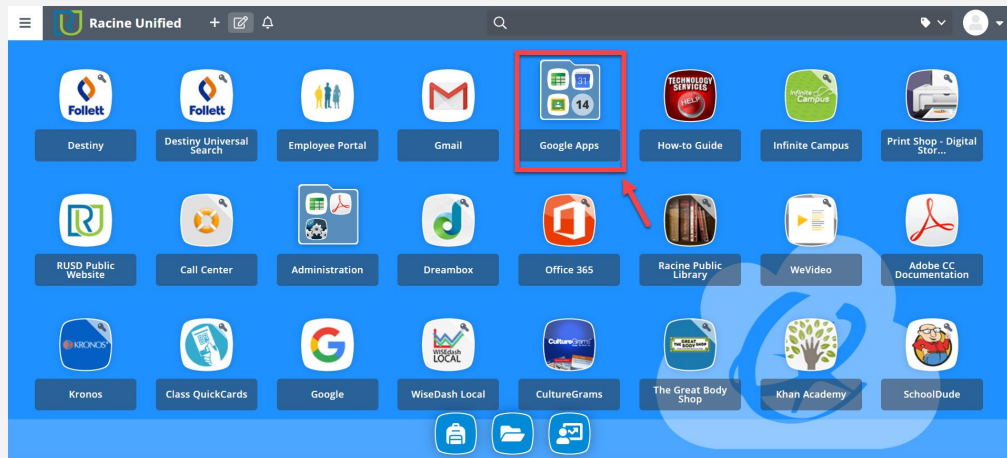 Racine Unified
Follett
Follett
31
14
TECHNOLOGY
SERVICES
HELP
Infinite
Campus
Destiny
Destiny Universal
Search
Employee Portal
Gmail
Google Apps
How-to Guide
Infinite Campus
Print Shop - Digital
Stor...
RUSD Public
Website
Call Center
Administration
Dreambox
Office 365
Racine Public
Library
WeVideo
Adobe CC
Documentation
KRONOS
WISEdash
LOCAL
CultureGrams
GREAT
BODY SHOP
Kronos
Class QuickCards
Google
WiseDash Local
CultureGrams
The Great Body
Shop
Khan Academy
SchoolDude